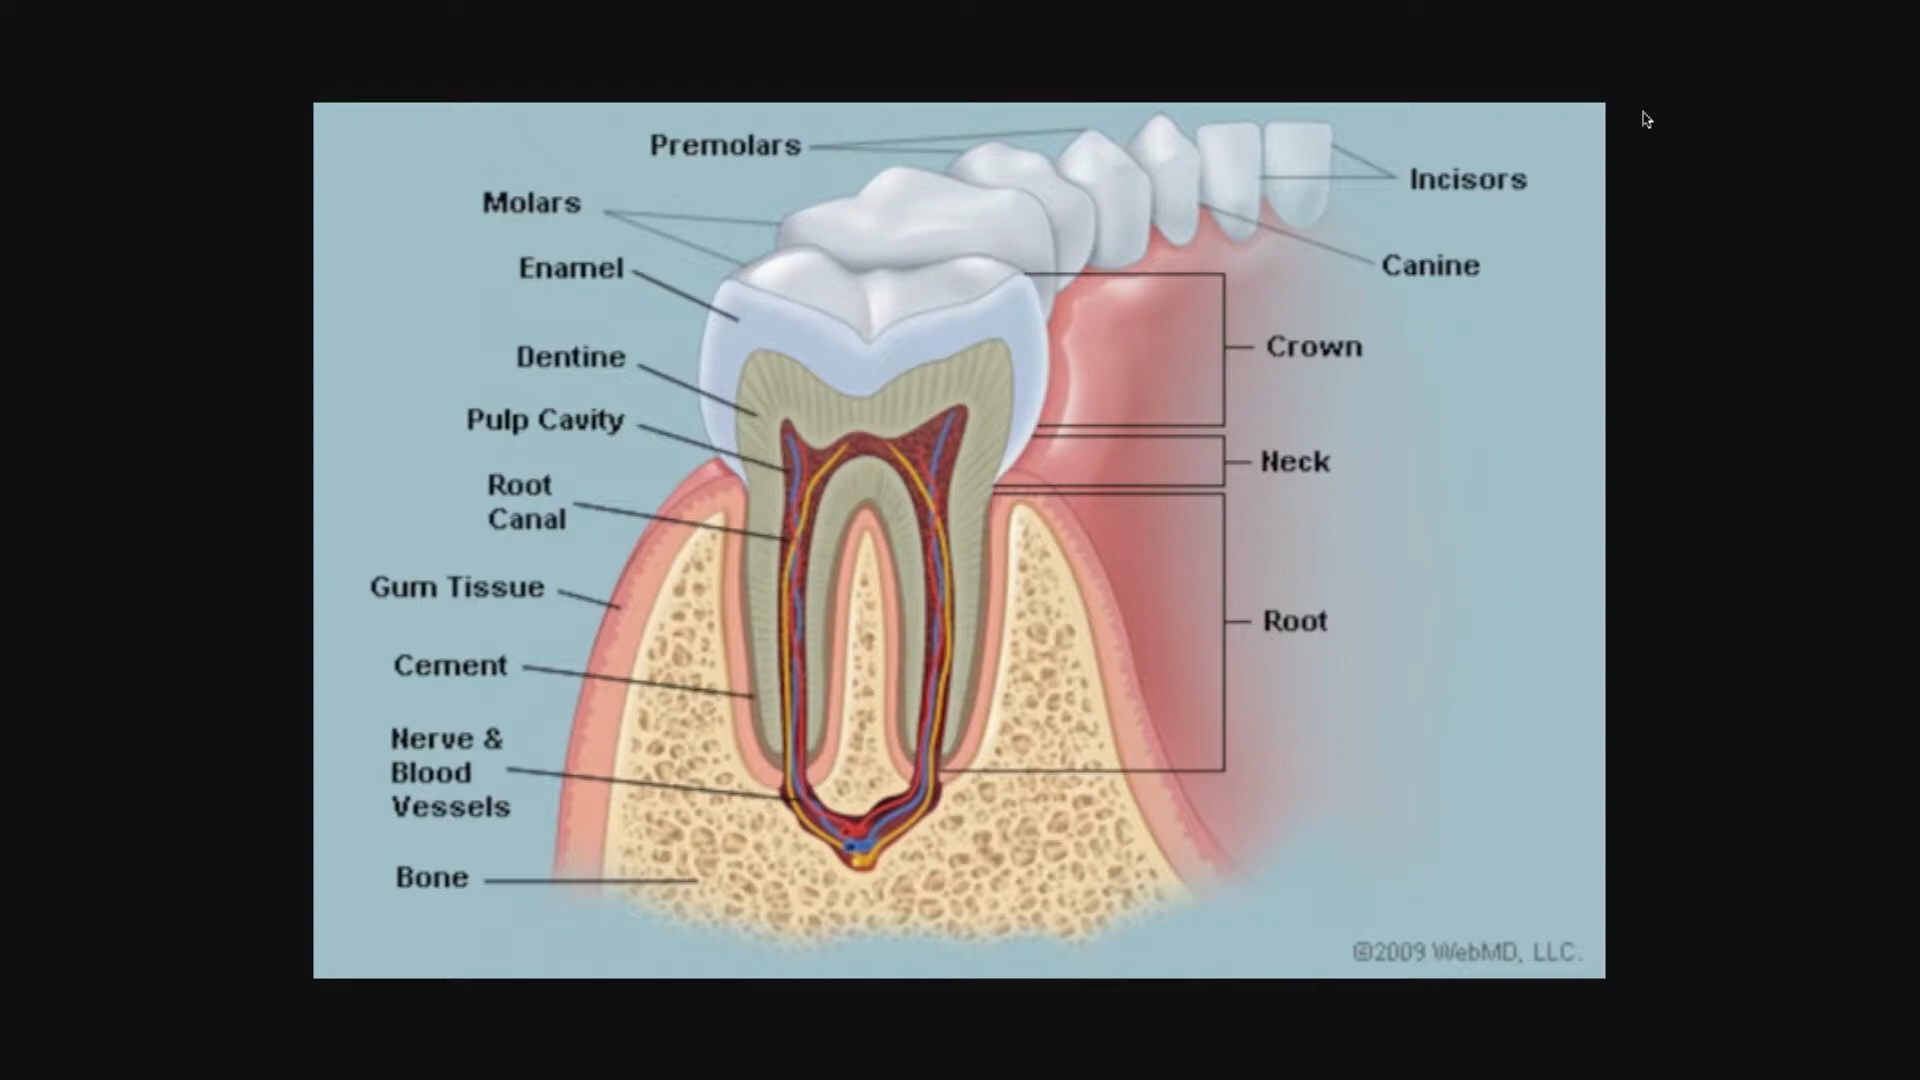 Premolars
Molars
Incisors
Enamel
Canine
Crown
Dentine
Pulp Cavity
Neck
Root
Canal
Gum Tissue
Root
Cement
Nerve &
Blood
Vessels
Bone
©2009 WebMD, LLC.